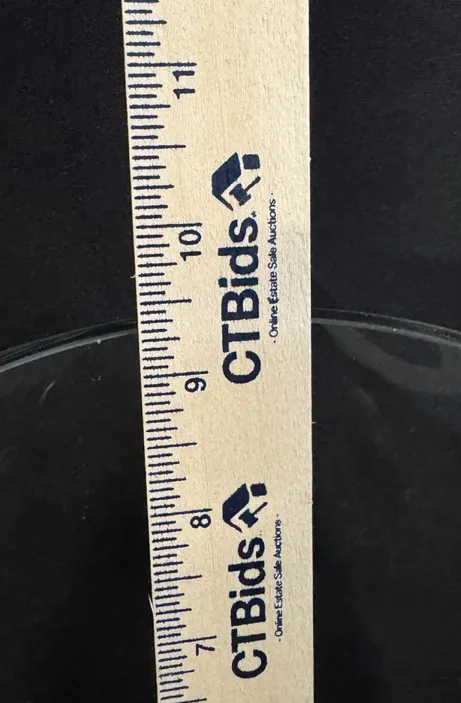 11
10
9
8
7
CTBids.
- Online Estate Sale Auctions -
CTBids.
- Online Estate Sale Auctions -